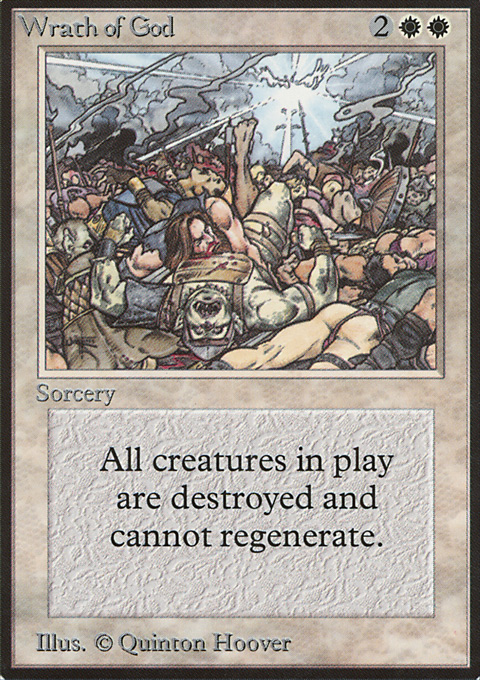 Wrath of God 2
Sorcery
All creatures in play
are destroyed and
cannot regenerate.
Illus. © Quinton Hoover